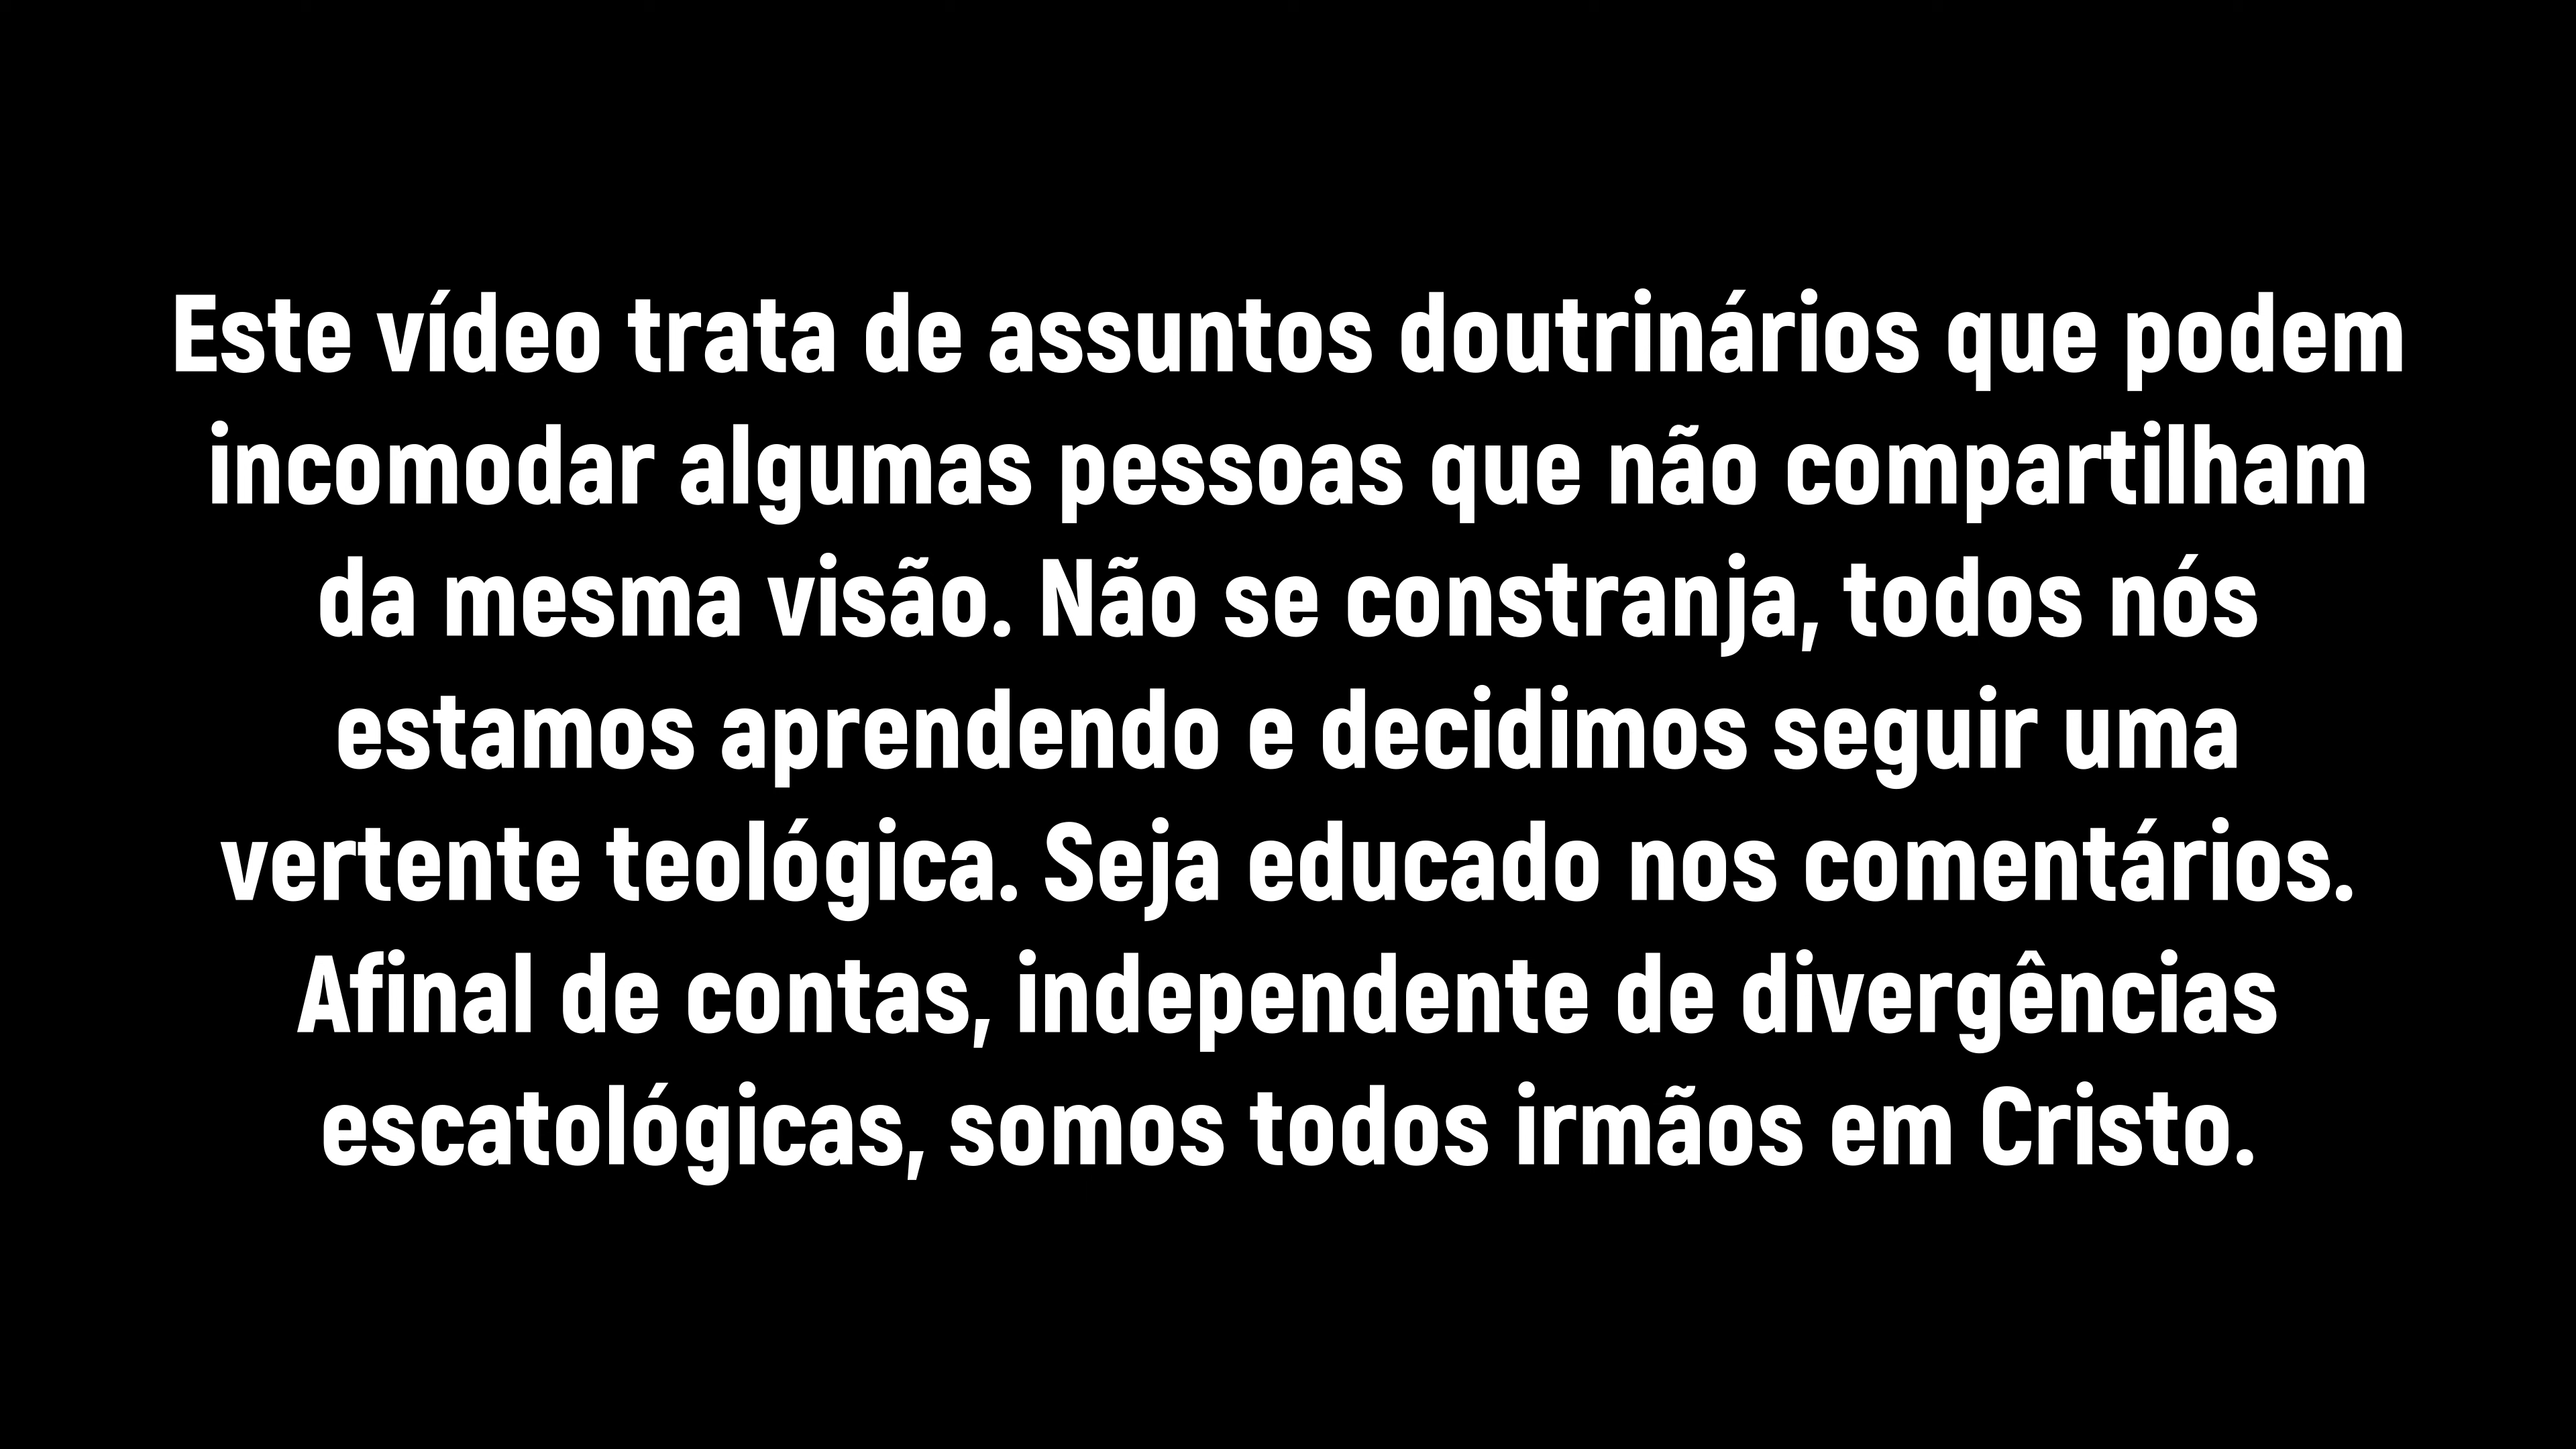 Este vídeo trata de assuntos doutrinários que podem
incomodar algumas pessoas que não compartilham
da mesma visão. Não se constranja, todos nós
estamos aprendendo e decidimos seguir uma
vertente teológica. Seja educado nos comentários.
Afinal de contas, independente de divergências
escatológicas, somos todos irmãos em Cristo.